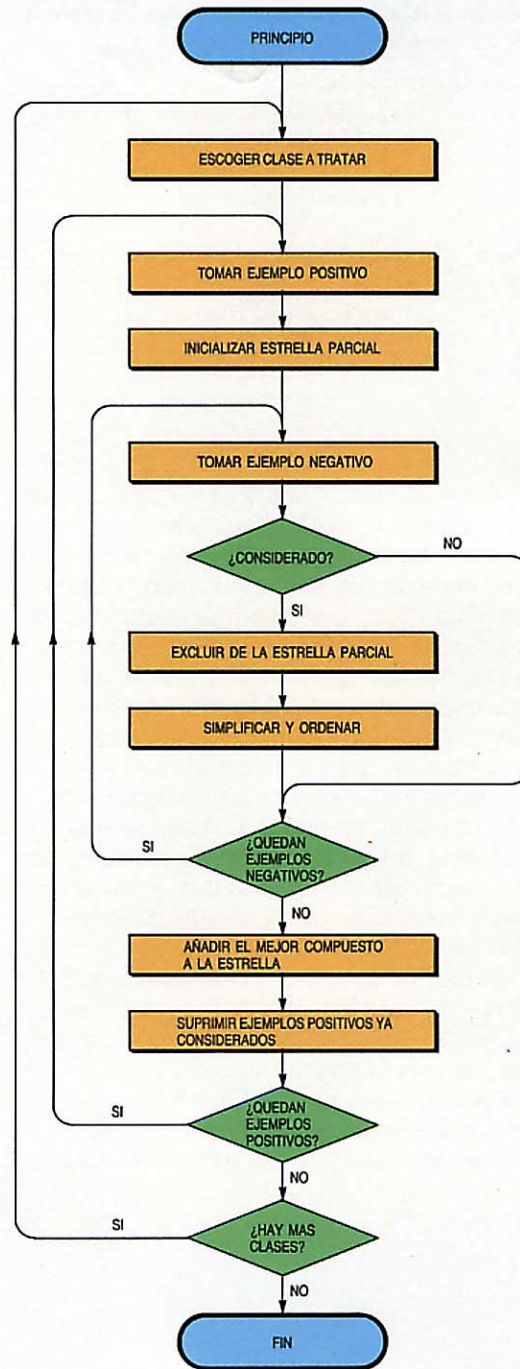 PRINCIPIO
ESCOGER CLASE A TRATAR
TOMAR EJEMPLO POSITIVO
INICIALIZAR ESTRELLA PARCIAL
TOMAR EJEMPLO NEGATIVO
¿CONSIDERADO?
NO
SI
EXCLUIR DE LA ESTRELLA PARCIAL
SIMPLIFICAR Y ORDENAR
¿QUEDAN
EJEMPLOS
NEGATIVOS?
SI
NO
AÑADIR EL MEJOR COMPUESTO
A LA ESTRELLA
SUPRIMIR EJEMPLOS POSITIVOS YA
CONSIDERADOS
¿QUEDAN
EJEMPLOS
POSITIVOS?
SI
NO
¿HAY MAS
CLASES?
SI
NO
FIN